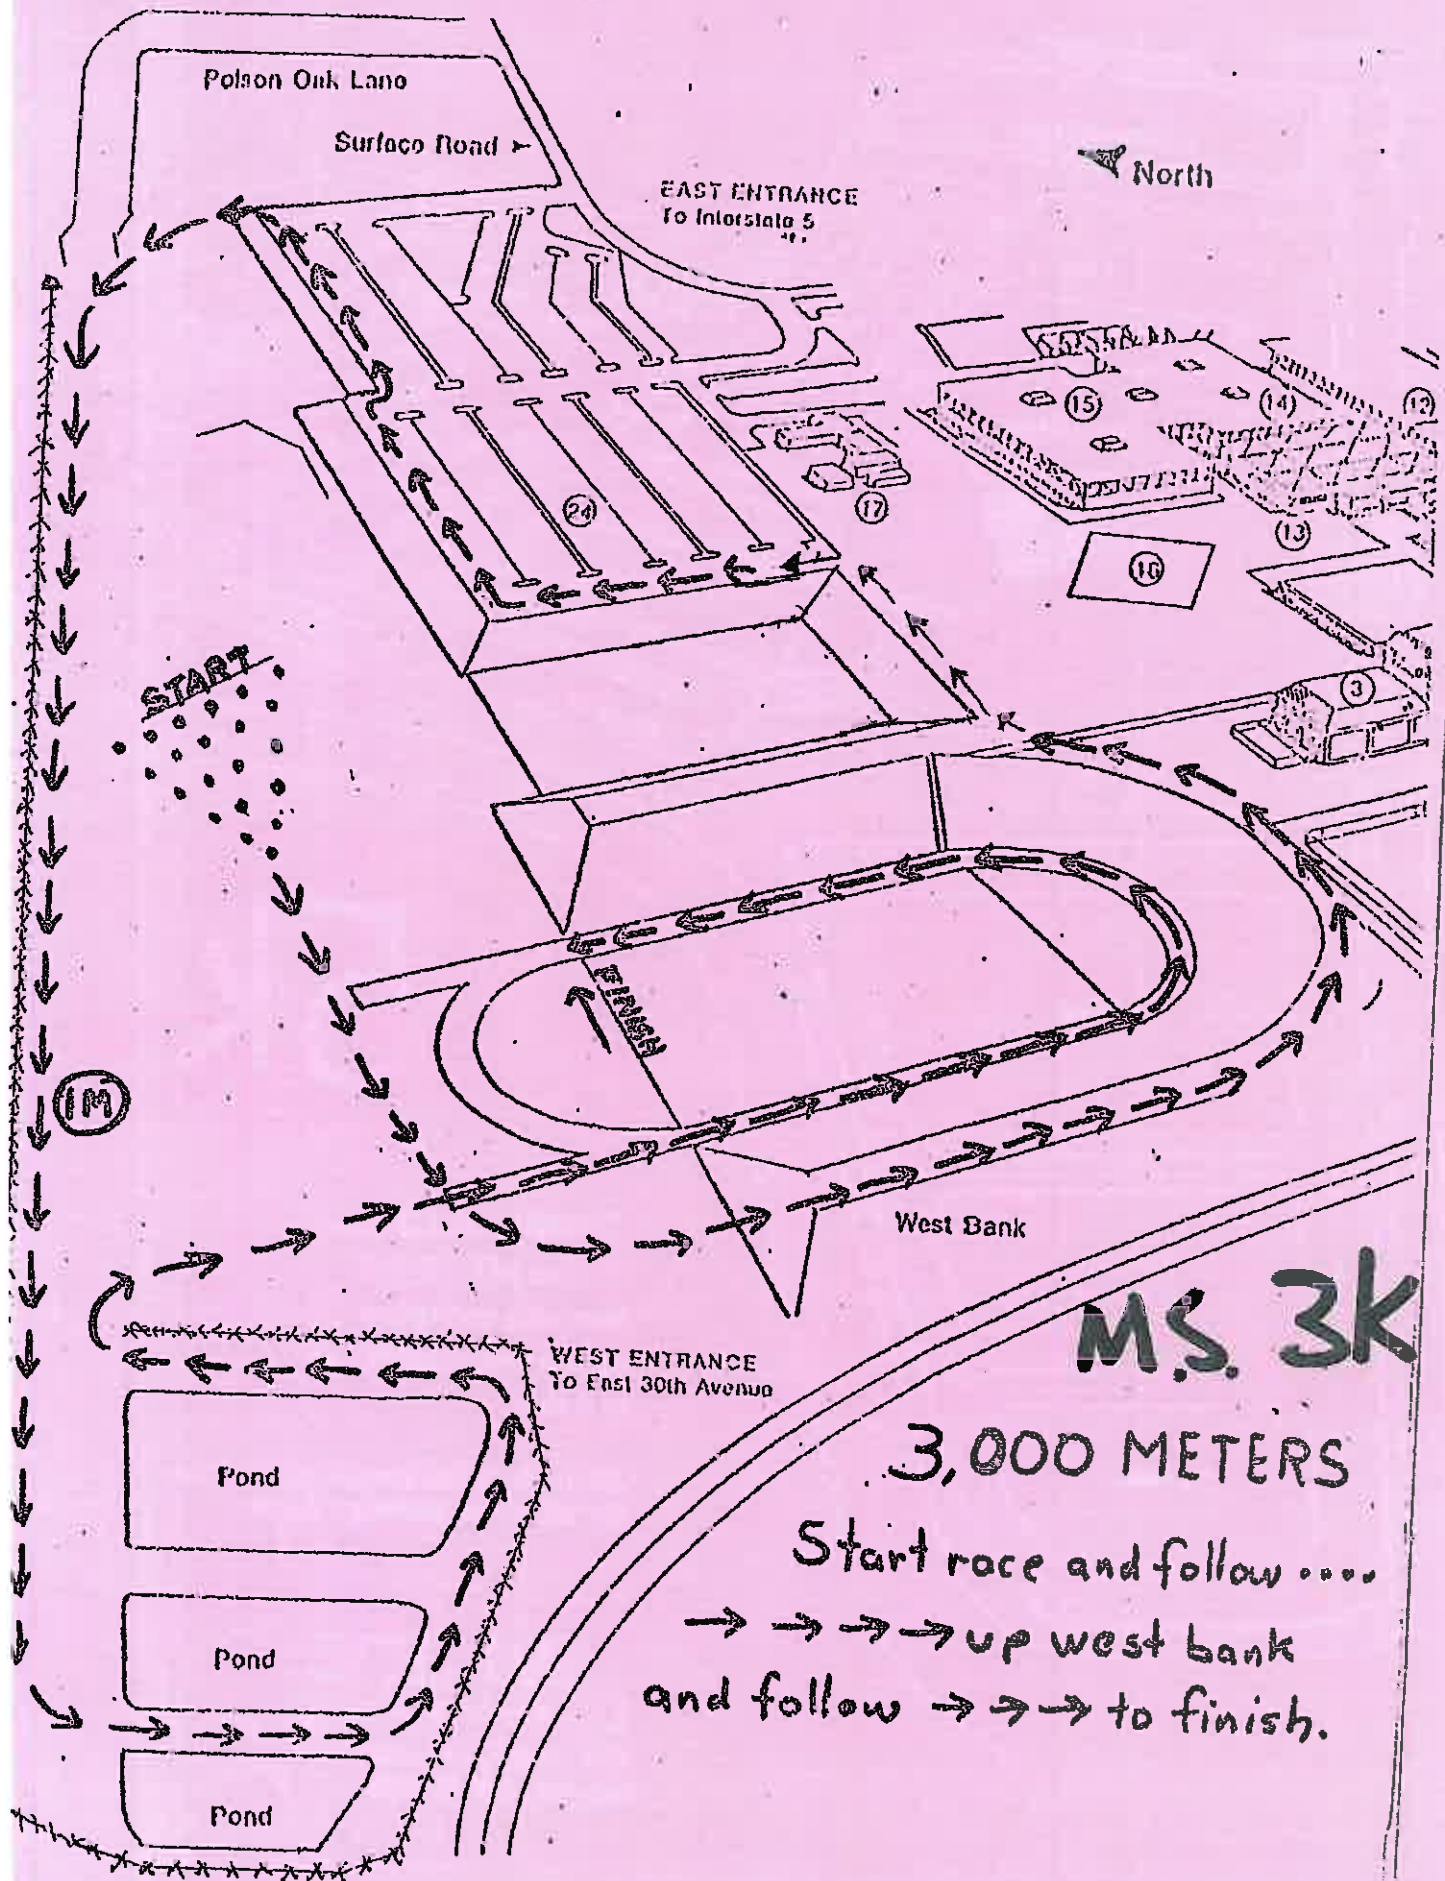 Poison Oak Lane
Surface Road
North
EAST ENTRANCE
To Interstate 5
15
14
12
24
17
13
16
START
3
FINISH
1M
West Bank
M.S. 3K
WEST ENTRANCE
To East 30th Avenue
3,000 METERS
Pond
Start race and follow ....
→ → → → up west bank
Pond
and follow → → → to finish.
Pond